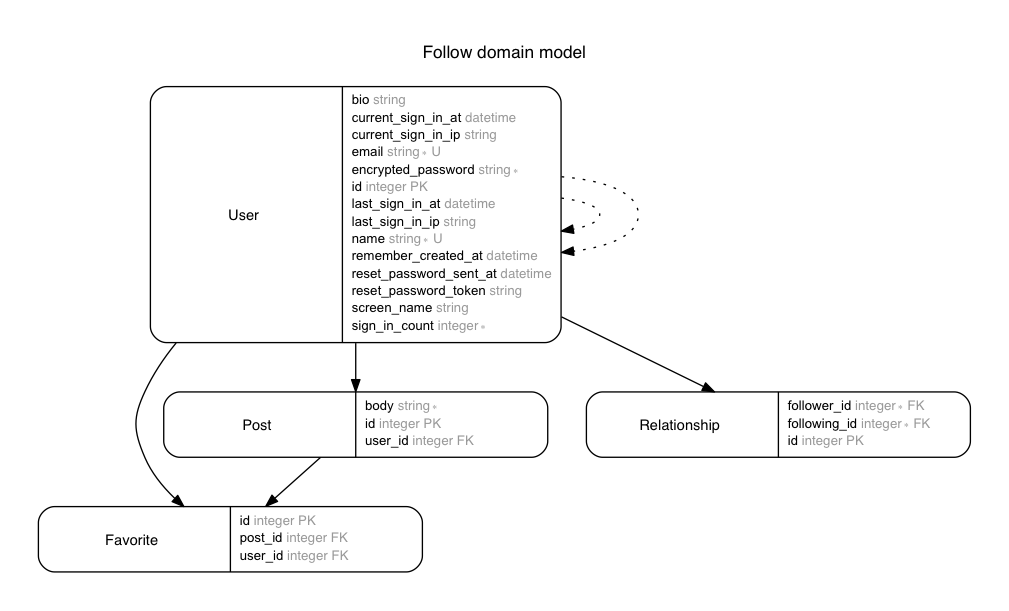 Follow domain model
User
bio string
current_sign_in_at datetime
current_sign_in_ip string
email string∗ U
encrypted_password string∗
id integer PK
last_sign_in_at datetime
last_sign_in_ip string
name string∗ U
remember_created_at datetime
reset_password_sent_at datetime
reset_password_token string
screen_name string
sign_in_count integer∗
Post
body string∗
id integer PK
user_id integer FK
Relationship
follower_id integer∗ FK
following_id integer∗ FK
id integer PK
Favorite
id integer PK
post_id integer FK
user_id integer FK